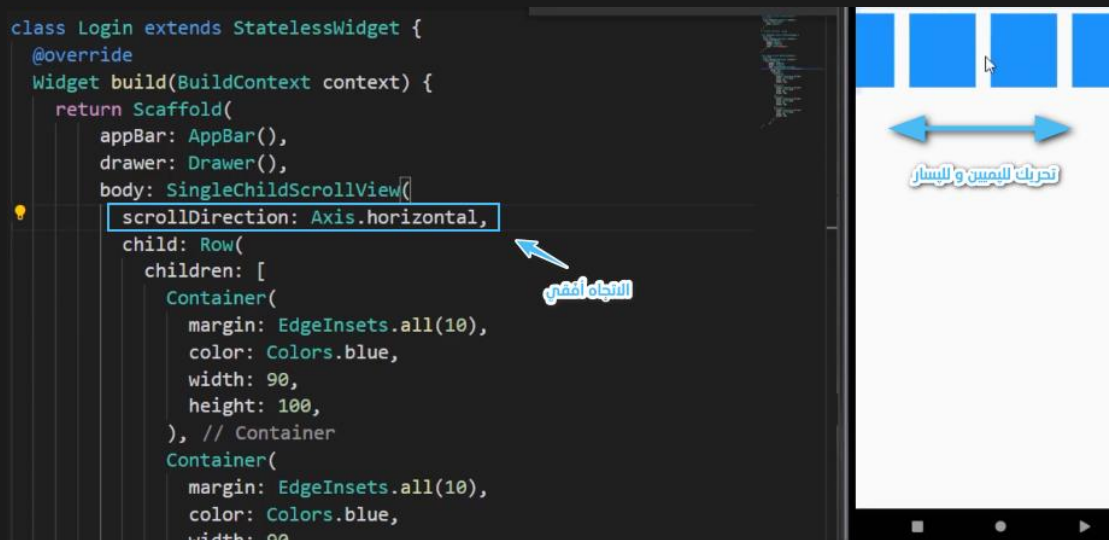 class Login extends StatelessWidget {
@override
Widget build(BuildContext context) {
return Scaffold(
appBar: AppBar(),
drawer: Drawer(),
body: SingleChildScrollView(
scrollDirection: Axis.horizontal,
child: Row(
children: [
Container(
margin: EdgeInsets.all(10),
color: Colors.blue,
width: 90,
height: 100,
), // Container
Container(
margin: EdgeInsets.all(10),
color: Colors.blue,
width: 90
الاتجاه أفقي
تحريك لليمين و لليسار